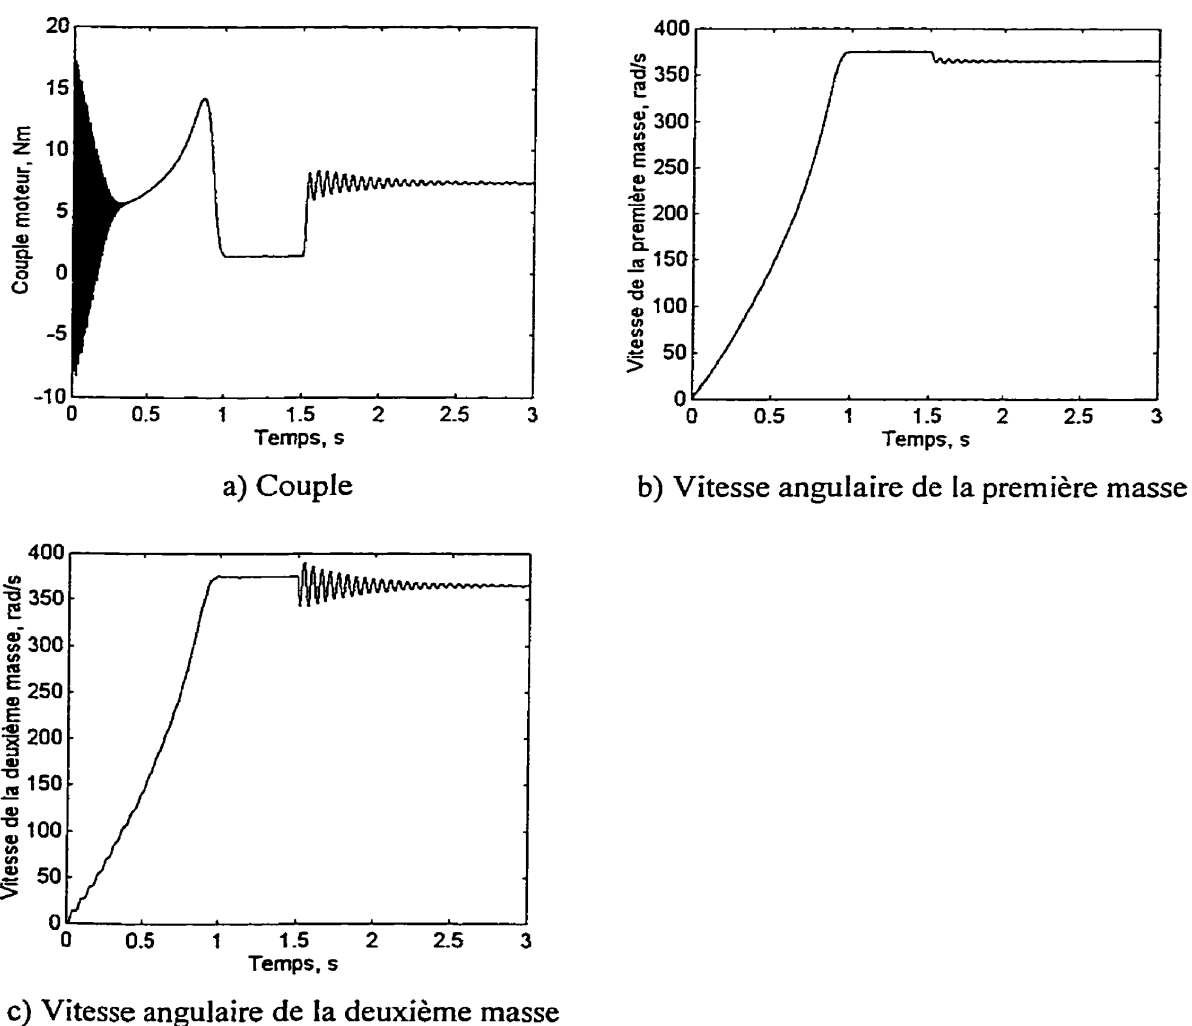 20
15
10
5
0
-5
-10
Couple moteur, Nm
0 0.5 1 1.5 2 2.5 3
Temps, s
a) Couple
400
350
300
250
200
150
100
50
0
Vitesse de la première masse, rad/s
0 0.5 1 1.5 2 2.5 3
Temps, s
b) Vitesse angulaire de la première masse
400
350
300
250
200
150
100
50
0
Vitesse de la deuxième masse, rad/s
0 0.5 1 1.5 2 2.5 3
Temps, s
c) Vitesse angulaire de la deuxième masse